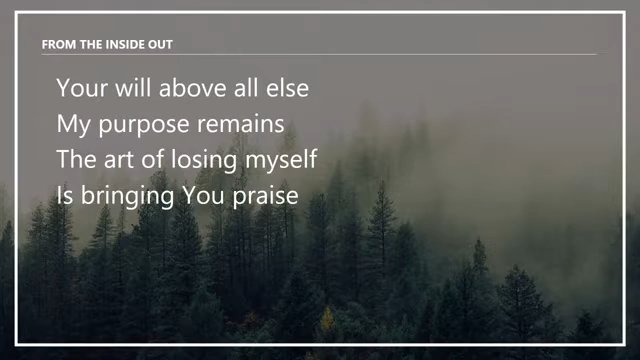 FROM THE INSIDE OUT
Your will above all else
My purpose remains
The art of losing myself
Is bringing You praise